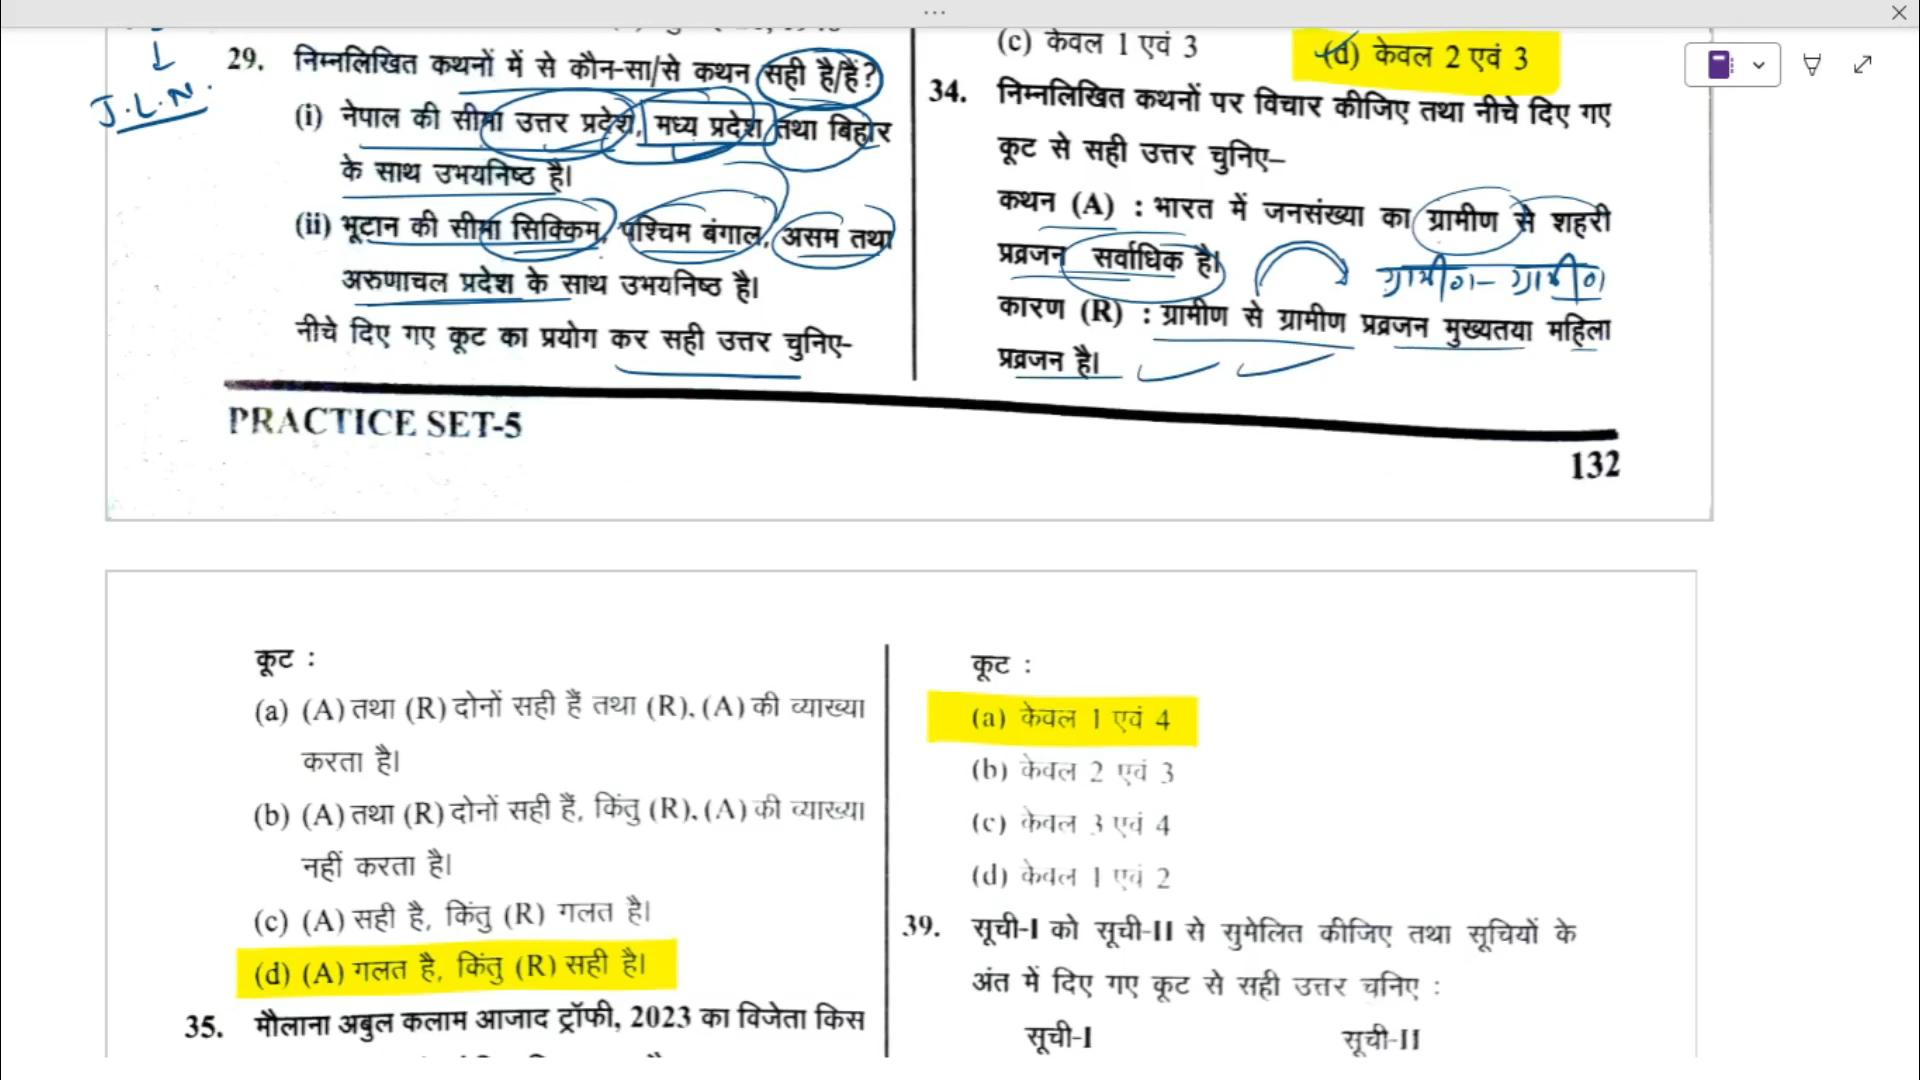 29. निम्नलिखित कथनों में से कौन-सा/से कथन सही है/हैं?
(i) नेपाल की सीमा उत्तर प्रदेश, मध्य प्रदेश तथा बिहार
के साथ उभयनिष्ठ है।
(ii) भूटान की सीमा सिक्किम, पश्चिम बंगाल, असम तथा
अरुणाचल प्रदेश के साथ उभयनिष्ठ है।
नीचे दिए गए कूट का प्रयोग कर सही उत्तर चुनिए-
J.L.N.
(c) केवल 1 एवं 3
(d) केवल 2 एवं 3
34. निम्नलिखित कथनों पर विचार कीजिए तथा नीचे दिए गए
कूट से सही उत्तर चुनिए–
कथन (A) : भारत में जनसंख्या का ग्रामीण से शहरी
प्रव्रजन सर्वाधिक है।
ग्रामीण – ग्रामीण
कारण (R) : ग्रामीण से ग्रामीण प्रव्रजन मुख्यतया महिला
प्रव्रजन है।
PRACTICE SET-5
132
कूट :
(a) (A) तथा (R) दोनों सही हैं तथा (R), (A) की व्याख्या
करता है।
(b) (A) तथा (R) दोनों सही हैं, किंतु (R), (A) की व्याख्या
नहीं करता है।
(c) (A) सही है, किंतु (R) गलत है।
(d) (A) गलत है, किंतु (R) सही है।
35. मौलाना अबुल कलाम आजाद ट्रॉफी, 2023 का विजेता किस
कूट :
(a) केवल 1 एवं 4
(b) केवल 2 एवं 3
(c) केवल 3 एवं 4
(d) केवल 1 एवं 2
39. सूची-I को सूची-II से सुमेलित कीजिए तथा सूचियों के
अंत में दिए गए कूट से सही उत्तर चुनिए :
सूची-I सूची-II